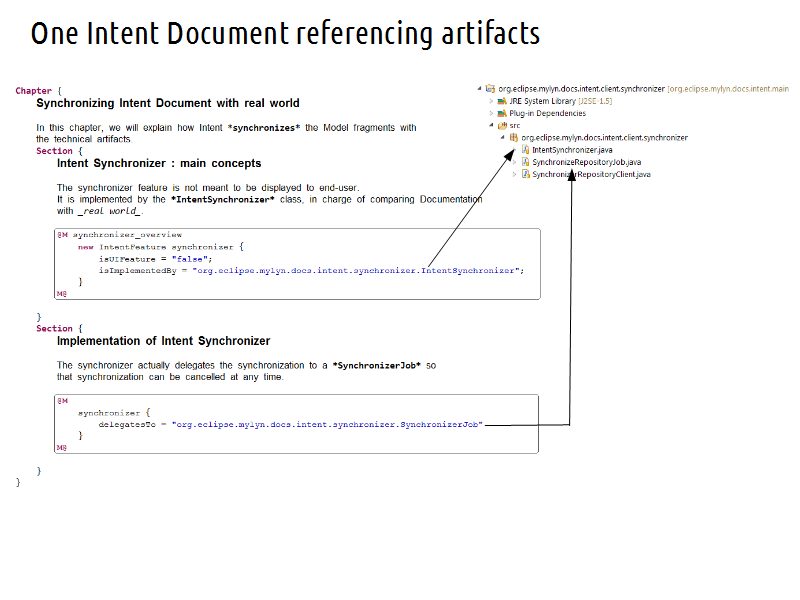 One Intent Document referencing artifacts
Chapter {
Synchronizing Intent Document with real world
In this chapter, we will explain how Intent *synchronizes* the Model fragments with
the technical artifacts.
Section {
Intent Synchronizer : main concepts
The synchronizer feature is not meant to be displayed to end-user.
It is implemented by the *IntentSynchronizer* class, in charge of comparing Documentation
with _real world_.
@M synchronizer_overview
new IntentFeature synchronizer {
isUIFeature = "false";
isImplementedBy = "org.eclipse.mylyn.docs.intent.synchronizer.IntentSynchronizer";
}
M@
}
Section {
Implementation of Intent Synchronizer
The synchronizer actually delegates the synchronization to a *SynchronizerJob* so
that synchronization can be cancelled at any time.
@M
synchronizer {
delegatesTo = "org.eclipse.mylyn.docs.intent.synchronizer.SynchronizerJob"
}
M@
}
}
org.eclipse.mylyn.docs.intent.client.synchronizer [org.eclipse.mylyn.docs.intent.main
JRE System Library [J2SE-1.5]
Plug-in Dependencies
src
org.eclipse.mylyn.docs.intent.client.synchronizer
IntentSynchronizer.java
SynchronizeRepositoryJob.java
SynchronizerRepositoryClient.java